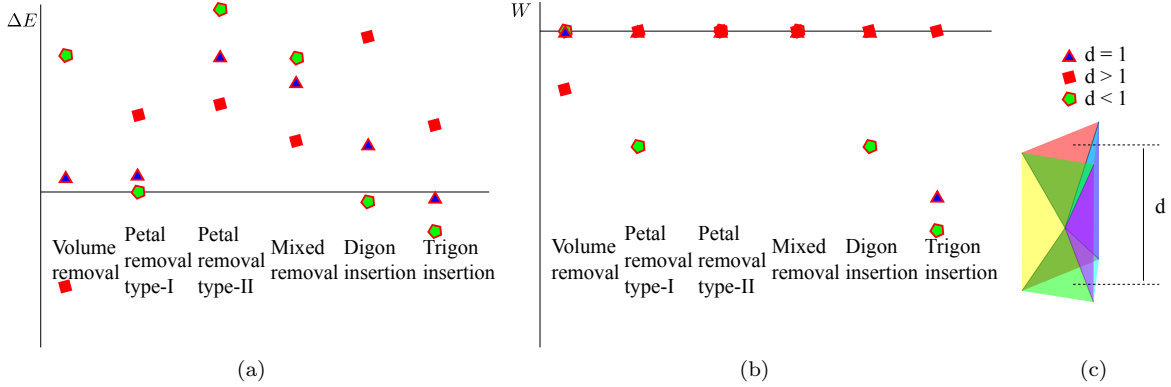 ΔE
Volume removal
Petal removal type-I
Petal removal type-II
Mixed removal
Digon insertion
Trigon insertion
(a)
W
Volume removal
Petal removal type-I
Petal removal type-II
Mixed removal
Digon insertion
Trigon insertion
(b)
d = 1
d > 1
d < 1
d
(c)